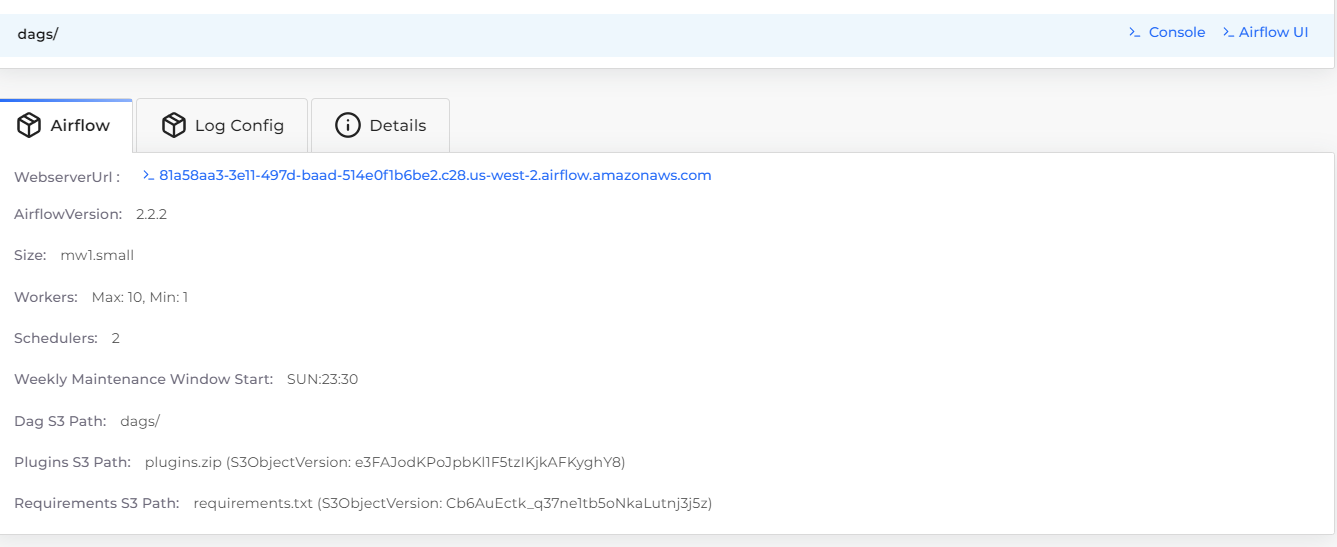 dags/ >_ Console >_ Airflow UI
Airflow Log Config Details
WebserverUrl : >_ 81a58aa3-3e11-497d-baad-514e0f1b6be2.c28.us-west-2.airflow.amazonaws.com
AirflowVersion: 2.2.2
Size: mw1.small
Workers: Max: 10, Min: 1
Schedulers: 2
Weekly Maintenance Window Start: SUN:23:30
Dag S3 Path: dags/
Plugins S3 Path: plugins.zip (S3ObjectVersion: e3FAJodKPoJpbKl1F5tzIKjkAFKyghY8)
Requirements S3 Path: requirements.txt (S3ObjectVersion: Cb6AuEctk_q37ne1tb5oNkaLutnj3j5z)